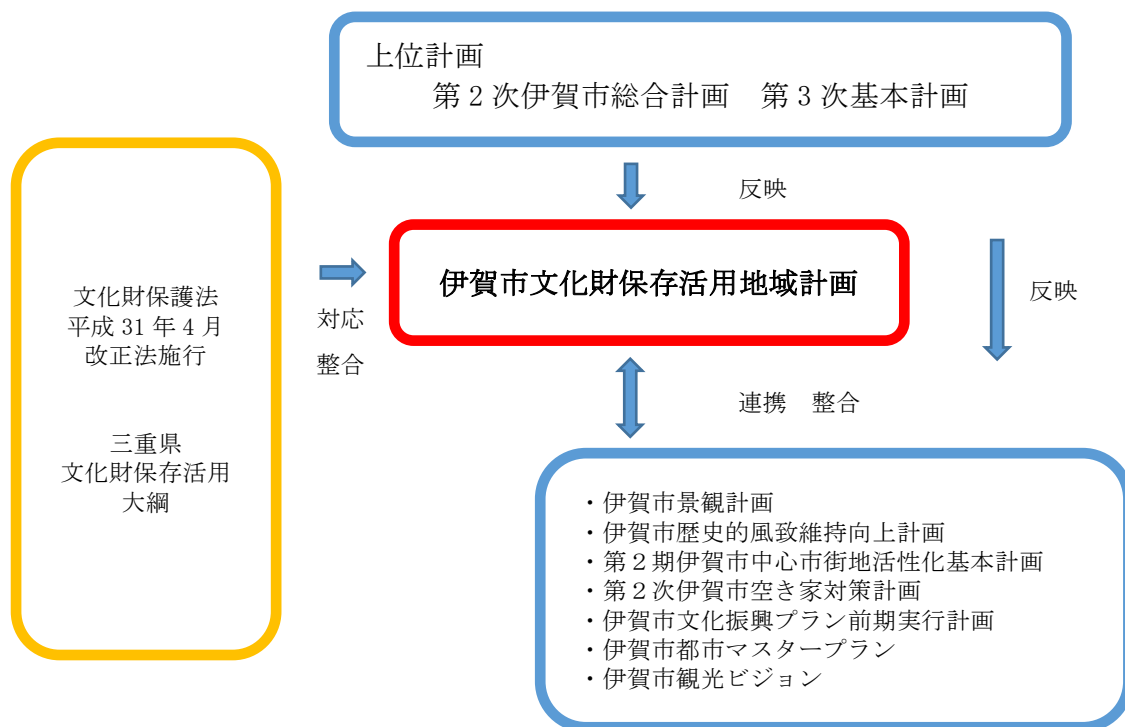 上位計画
第2次伊賀市総合計画　第3次基本計画
反映
伊賀市文化財保存活用地域計画
反映
対応
整合
文化財保護法
平成 31 年 4 月
改正法施行
三重県
文化財保存活用
大綱
連携　整合
・伊賀市景観計画
・伊賀市歴史的風致維持向上計画
・第2期伊賀市中心市街地活性化基本計画
・第2次伊賀市空き家対策計画
・伊賀市文化振興プラン前期実行計画
・伊賀市都市マスタープラン
・伊賀市観光ビジョン